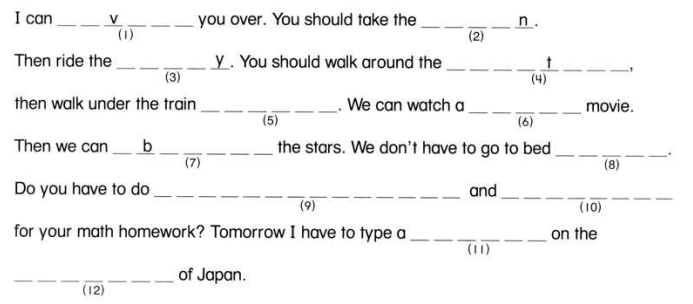 I can _ _ v _ _ _ you over. You should take the _ _ _ _ n.
(1) (2)
Then ride the _ _ _ _ y. You should walk around the _ _ _ _ t _ _ _,
(3) (4)
then walk under the train _ _ _ _ _ _. We can watch a _ _ _ _ _ movie.
(5) (6)
Then we can _ b _ _ _ _ _ the stars. We don't have to go to bed _ _ _ _ _.
(7) (8)
Do you have to do _ _ _ _ _ _ _ _ _ _ _ _ _ _ and _ _ _ _ _ _ _ _
(9) (10)
for your math homework? Tomorrow I have to type a _ _ _ _ _ _ on the
(11)
_ _ _ _ _ _ _ of Japan.
(12)